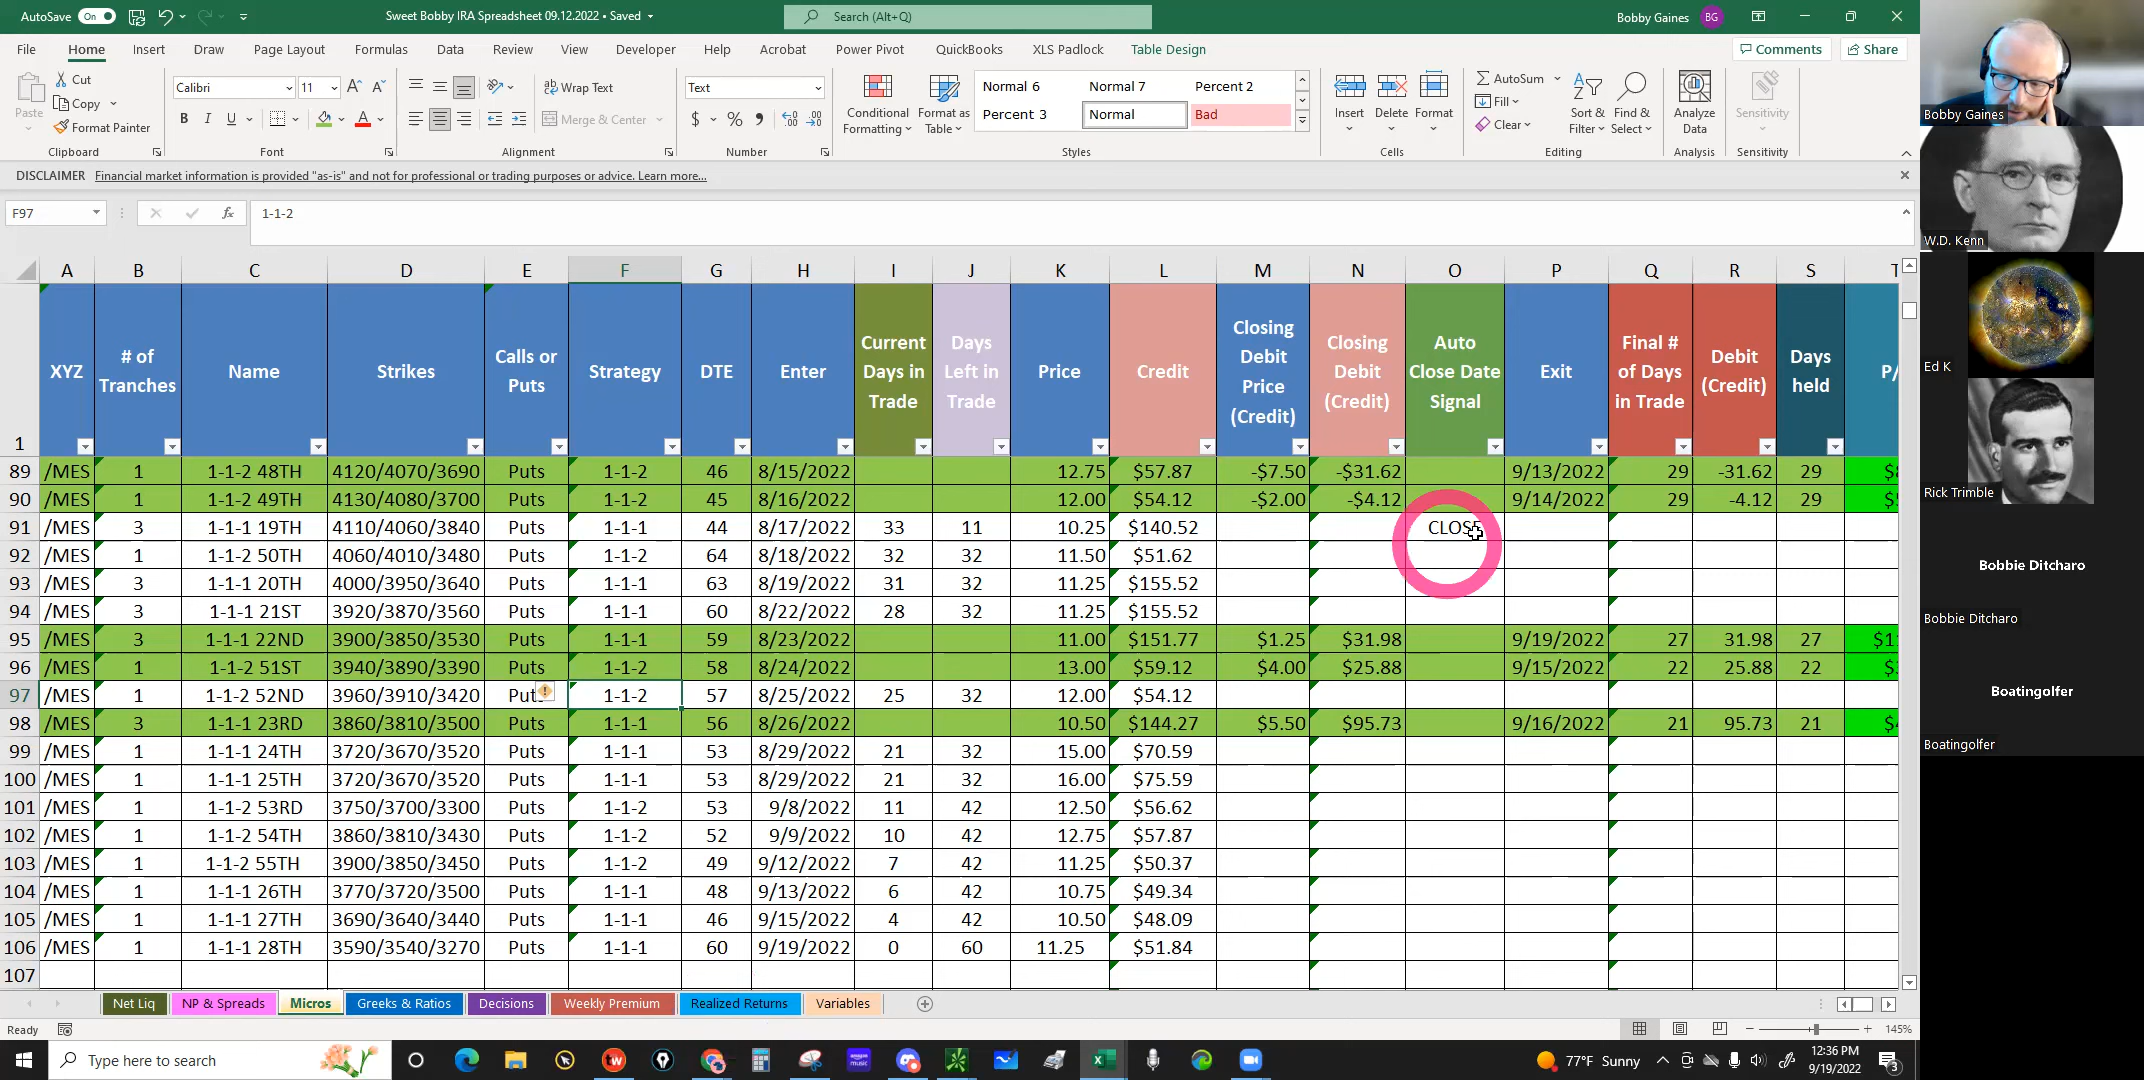 AutoSave On Sweet Bobby IRA Spreadsheet 09.12.2022 • Saved Search (Alt+Q) Bobby Gaines BG
File Home Insert Draw Page Layout Formulas Data Review View Developer Help Acrobat Power Pivot QuickBooks XLS Padlock Table Design Comments Share
Paste Cut Copy Format Painter Clipboard
Calibri 11 B I U Font
Wrap Text Merge & Center Alignment
Text $ % Number
Conditional Formatting Format as Table
Normal 6 Normal 7 Percent 2
Percent 3 Normal Bad
Styles
Insert Delete Format Cells
AutoSum Fill Clear Sort & Filter Find & Select Editing
Analyze Data Analysis
Sensitivity Sensitivity
DISCLAIMER Financial market information is provided "as-is" and not for professional or trading purposes or advice. Learn more...
F97 fx 1-1-2
A B C D E F G H I J K L M N O P Q R S T
1 XYZ # of Tranches Name Strikes Calls or Puts Strategy DTE Enter Current Days in Trade Days Left in Trade Price Credit Closing Debit Price (Credit) Closing Debit (Credit) Auto Close Date Signal Exit Final # of Days in Trade Debit (Credit) Days held P/
89 /MES 1 1-1-2 48TH 4120/4070/3690 Puts 1-1-2 46 8/15/2022 12.75 $57.87 -$7.50 -$31.62 9/13/2022 29 -31.62 29
90 /MES 1 1-1-2 49TH 4130/4080/3700 Puts 1-1-2 45 8/16/2022 12.00 $54.12 -$2.00 -$4.12 9/14/2022 29 -4.12 29
91 /MES 3 1-1-1 19TH 4110/4060/3840 Puts 1-1-1 44 8/17/2022 33 11 10.25 $140.52 CLOSE
92 /MES 1 1-1-2 50TH 4060/4010/3480 Puts 1-1-2 64 8/18/2022 32 32 11.50 $51.62
93 /MES 3 1-1-1 20TH 4000/3950/3640 Puts 1-1-1 63 8/19/2022 31 32 11.25 $155.52
94 /MES 3 1-1-1 21ST 3920/3870/3560 Puts 1-1-1 60 8/22/2022 28 32 11.25 $155.52
95 /MES 3 1-1-1 22ND 3900/3850/3530 Puts 1-1-1 59 8/23/2022 11.00 $151.77 $1.25 $31.98 9/19/2022 27 31.98 27
96 /MES 1 1-1-2 51ST 3940/3890/3390 Puts 1-1-2 58 8/24/2022 13.00 $59.12 $4.00 $25.88 9/15/2022 22 25.88 22
97 /MES 1 1-1-2 52ND 3960/3910/3420 Put 1-1-2 57 8/25/2022 25 32 12.00 $54.12
98 /MES 3 1-1-1 23RD 3860/3810/3500 Puts 1-1-1 56 8/26/2022 10.50 $144.27 $5.50 $95.73 9/16/2022 21 95.73 21
99 /MES 1 1-1-1 24TH 3720/3670/3520 Puts 1-1-1 53 8/29/2022 21 32 15.00 $70.59
100 /MES 1 1-1-1 25TH 3720/3670/3520 Puts 1-1-1 53 8/29/2022 21 32 16.00 $75.59
101 /MES 1 1-1-2 53RD 3750/3700/3300 Puts 1-1-2 53 9/8/2022 11 42 12.50 $56.62
102 /MES 1 1-1-2 54TH 3860/3810/3430 Puts 1-1-2 52 9/9/2022 10 42 12.75 $57.87
103 /MES 1 1-1-2 55TH 3900/3850/3450 Puts 1-1-2 49 9/12/2022 7 42 11.25 $50.37
104 /MES 1 1-1-1 26TH 3770/3720/3500 Puts 1-1-1 48 9/13/2022 6 42 10.75 $49.34
105 /MES 1 1-1-1 27TH 3690/3640/3440 Puts 1-1-1 46 9/15/2022 4 42 10.50 $48.09
106 /MES 1 1-1-1 28TH 3590/3540/3270 Puts 1-1-1 60 9/19/2022 0 60 11.25 $51.84
107
Net Liq NP & Spreads Micros Greeks & Ratios Decisions Weekly Premium Realized Returns Variables
Ready 145%
Type here to search 77°F Sunny 12:36 PM
9/19/2022 3
Bobby Gaines
W.D. Kenn
Ed K
Rick Trimble
Bobbie Ditcharo
Bobbie Ditcharo
Boatingolfer
Boatingolfer